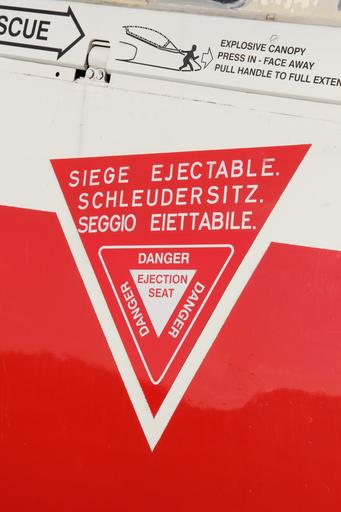 SCUE
EXPLOSIVE CANOPY
PRESS IN - FACE AWAY
PULL HANDLE TO FULL EXTEN
SIEGE EJECTABLE.
SCHLEUDERSITZ.
SEGGIO EIETTABILE.
DANGER
EJECTION
SEAT
DANGER
DANGER